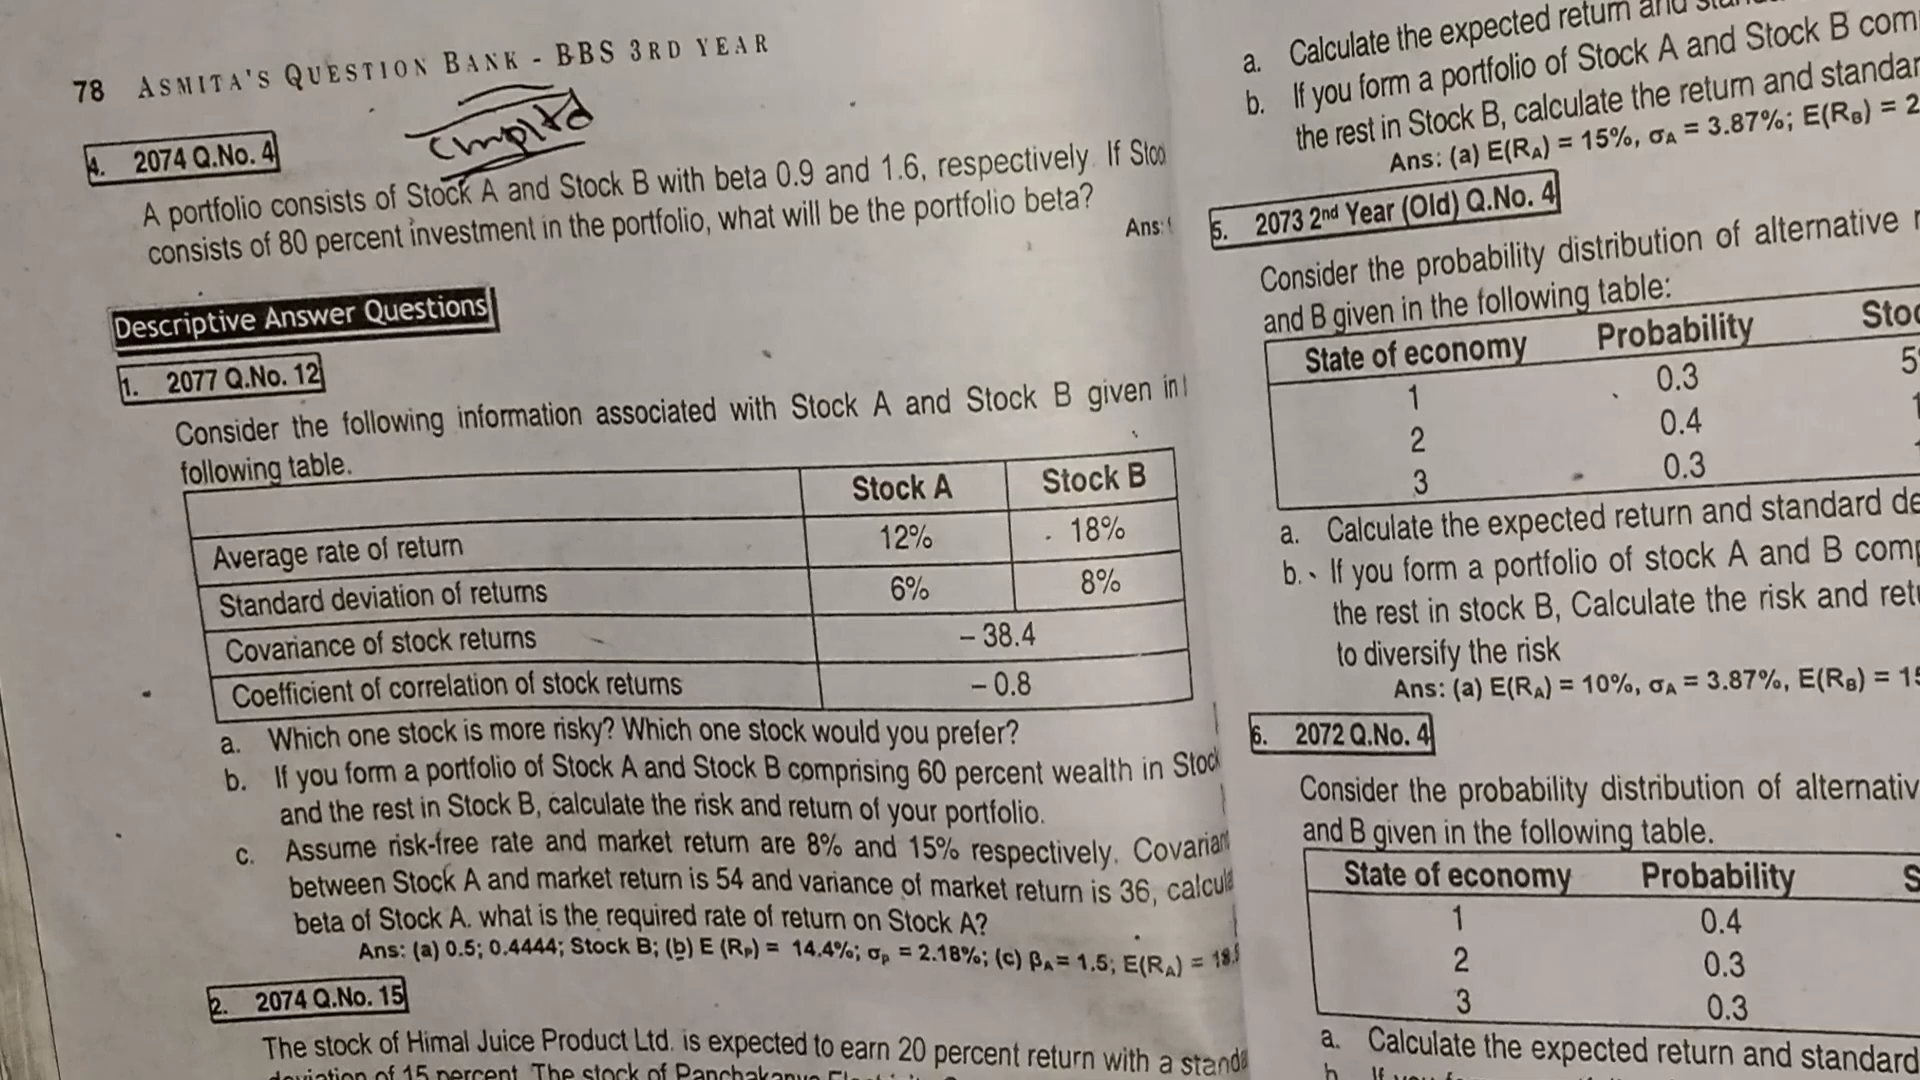 78 ASMITA'S QUESTION BANK - BBS 3RD YEAR
cmpltd
4. 2074 Q.No. 4
A portfolio consists of Stock A and Stock B with beta 0.9 and 1.6, respectively. If
consists of 80 percent investment in the portfolio, what will be the portfolio beta?
Ans:
Descriptive Answer Questions
1. 2077 Q.No. 12
Consider the following information associated with Stock A and Stock B given in
following table.
Stock A Stock B
Average rate of return 12% 18%
Standard deviation of returns 6% 8%
Covariance of stock returns – 38.4
Coefficient of correlation of stock returns – 0.8
a. Which one stock is more risky? Which one stock would you prefer?
b. If you form a portfolio of Stock A and Stock B comprising 60 percent wealth in Stock
and the rest in Stock B, calculate the risk and return of your portfolio.
c. Assume risk-free rate and market return are 8% and 15% respectively. Covarian
between Stock A and market return is 54 and variance of market return is 36, calcula
beta of Stock A. what is the required rate of return on Stock A?
Ans: (a) 0.5; 0.4444; Stock B; (b) E (RP) = 14.4%; σp = 2.18%; (c) βA = 1.5; E(RA) = 18.5
2. 2074 Q.No. 15
The stock of Himal Juice Product Ltd. is expected to earn 20 percent return with a standa
deviation of 15 percent. The stock of
a. Calculate the expected return and
b. If you form a portfolio of Stock A and Stock B com
the rest in Stock B, calculate the return and standar
Ans: (a) E(RA) = 15%, σA = 3.87%; E(RB) = 2
5. 2073 2nd Year (Old) Q.No. 4
Consider the probability distribution of alternative
and B given in the following table:
State of economy Probability Stoc
1 0.3 5
2 0.4 1
3 0.3
a. Calculate the expected return and standard de
b. If you form a portfolio of stock A and B comp
the rest in stock B, Calculate the risk and retu
to diversify the risk
Ans: (a) E(RA) = 10%, σA = 3.87%, E(RB) = 15
6. 2072 Q.No. 4
Consider the probability distribution of alternativ
and B given in the following table.
State of economy Probability S
1 0.4
2 0.3
3 0.3
a. Calculate the expected return and standard
b. If you